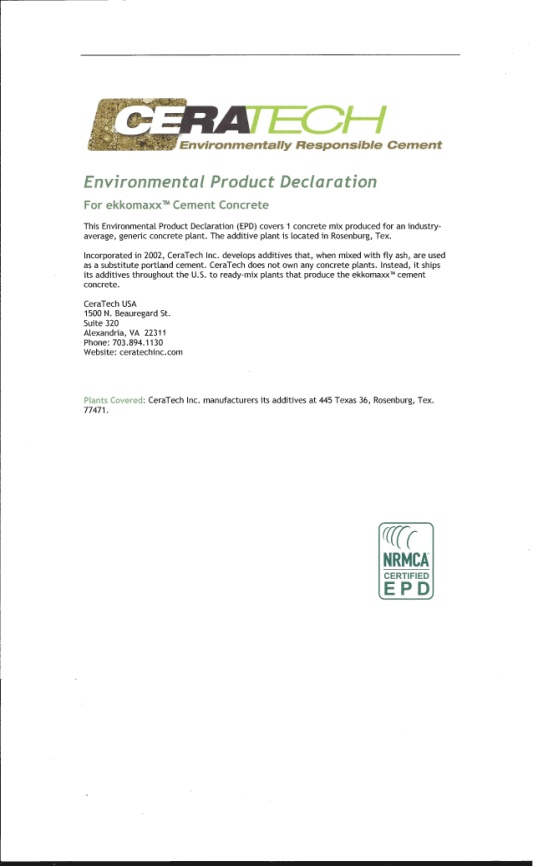 CERATECH
Environmentally Responsible Cement
Environmental Product Declaration
For ekkomaxx™ Cement Concrete
This Environmental Product Declaration (EPD) covers 1 concrete mix produced for an industry-
average, generic concrete plant. The additive plant is located in Rosenburg, Tex.
Incorporated in 2002, CeraTech Inc. develops additives that, when mixed with fly ash, are used
as a substitute portland cement. CeraTech does not own any concrete plants. Instead, it ships
its additives throughout the U.S. to ready-mix plants that produce the ekkomaxx™ cement
concrete.
CeraTech USA
1500 N. Beauregard St.
Suite 320
Alexandria, VA 22311
Phone: 703.894.1130
Website: ceratechinc.com
Plants Covered: CeraTech Inc. manufacturers its additives at 445 Texas 36, Rosenburg, Tex.
77471.
NRMCA
CERTIFIED
EPD